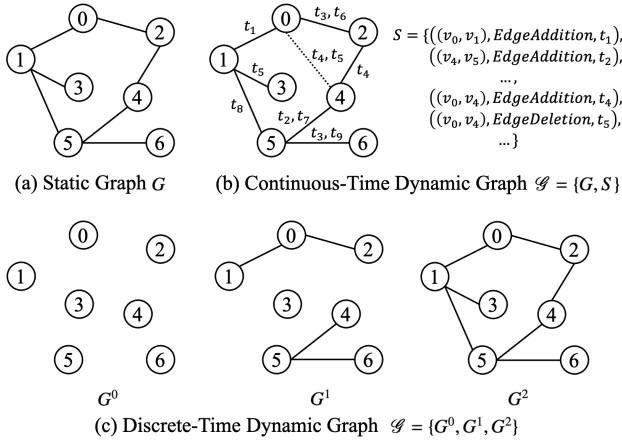 0
2
1
3
4
5
6
(a) Static Graph G
t₁
0
t₃, t₆
2
1
t₄, t₅
t₅
3
t₄
4
t₈
t₂, t₇
5
t₃, t₉
6
(b) Continuous-Time Dynamic Graph 𝒢 = {G, S}
S = {((v₀, v₁), EdgeAddition, t₁),
((v₄, v₅), EdgeAddition, t₂),
...,
((v₀, v₄), EdgeAddition, t₄),
((v₀, v₄), EdgeDeletion, t₅),
...}
0
2
1
3
4
5
6
G⁰
0
2
1
3
4
5
6
G¹
0
2
1
3
4
5
6
G²
(c) Discrete-Time Dynamic Graph 𝒢 = {G⁰, G¹, G²}